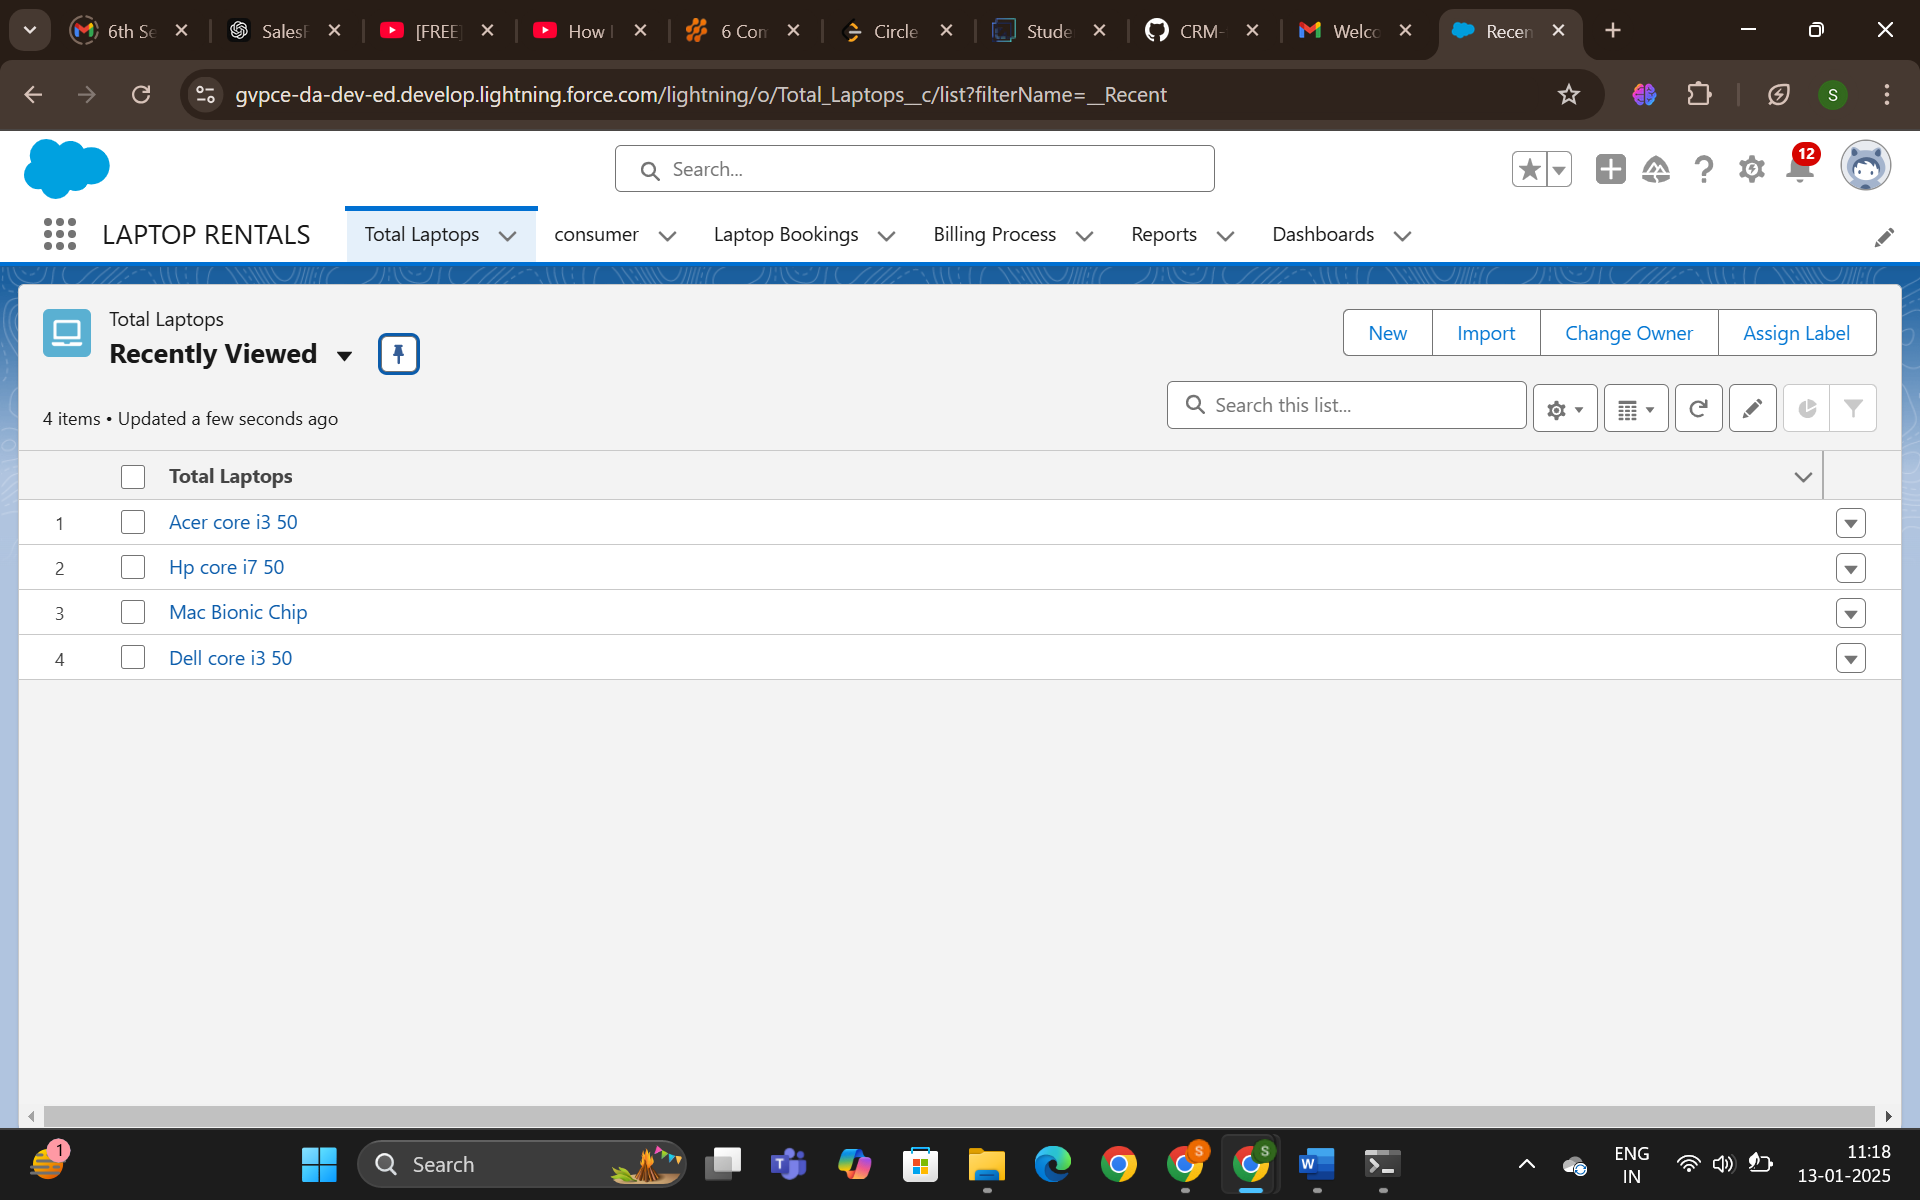 6th Se
SalesF
[FREE]
How
6 Con
Circle
Stude
CRM-
Welco
Recen
gvpce-da-dev-ed.develop.lightning.force.com/lightning/o/Total_Laptops__c/list?filterName=__Recent
S
Search...
12
LAPTOP RENTALS
Total Laptops
consumer
Laptop Bookings
Billing Process
Reports
Dashboards
Total Laptops
Recently Viewed
New
Import
Change Owner
Assign Label
4 items • Updated a few seconds ago
Search this list...
Total Laptops
1 Acer core i3 50
2 Hp core i7 50
3 Mac Bionic Chip
4 Dell core i3 50
1
Search
S
S
ENG
IN
11:18
13-01-2025